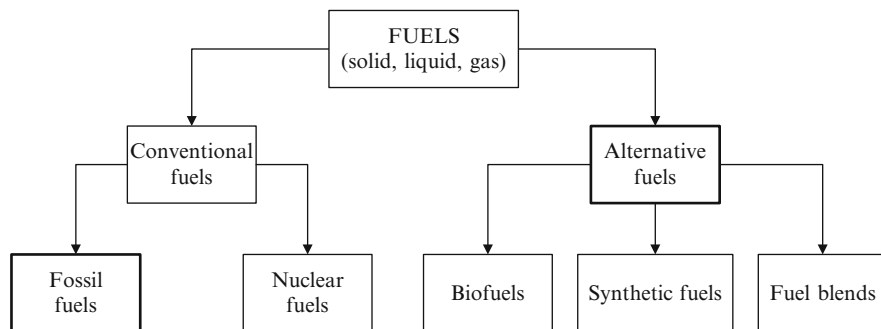 FUELS
(solid, liquid, gas)
Conventional
fuels
Alternative
fuels
Fossil
fuels
Nuclear
fuels
Biofuels
Synthetic fuels
Fuel blends